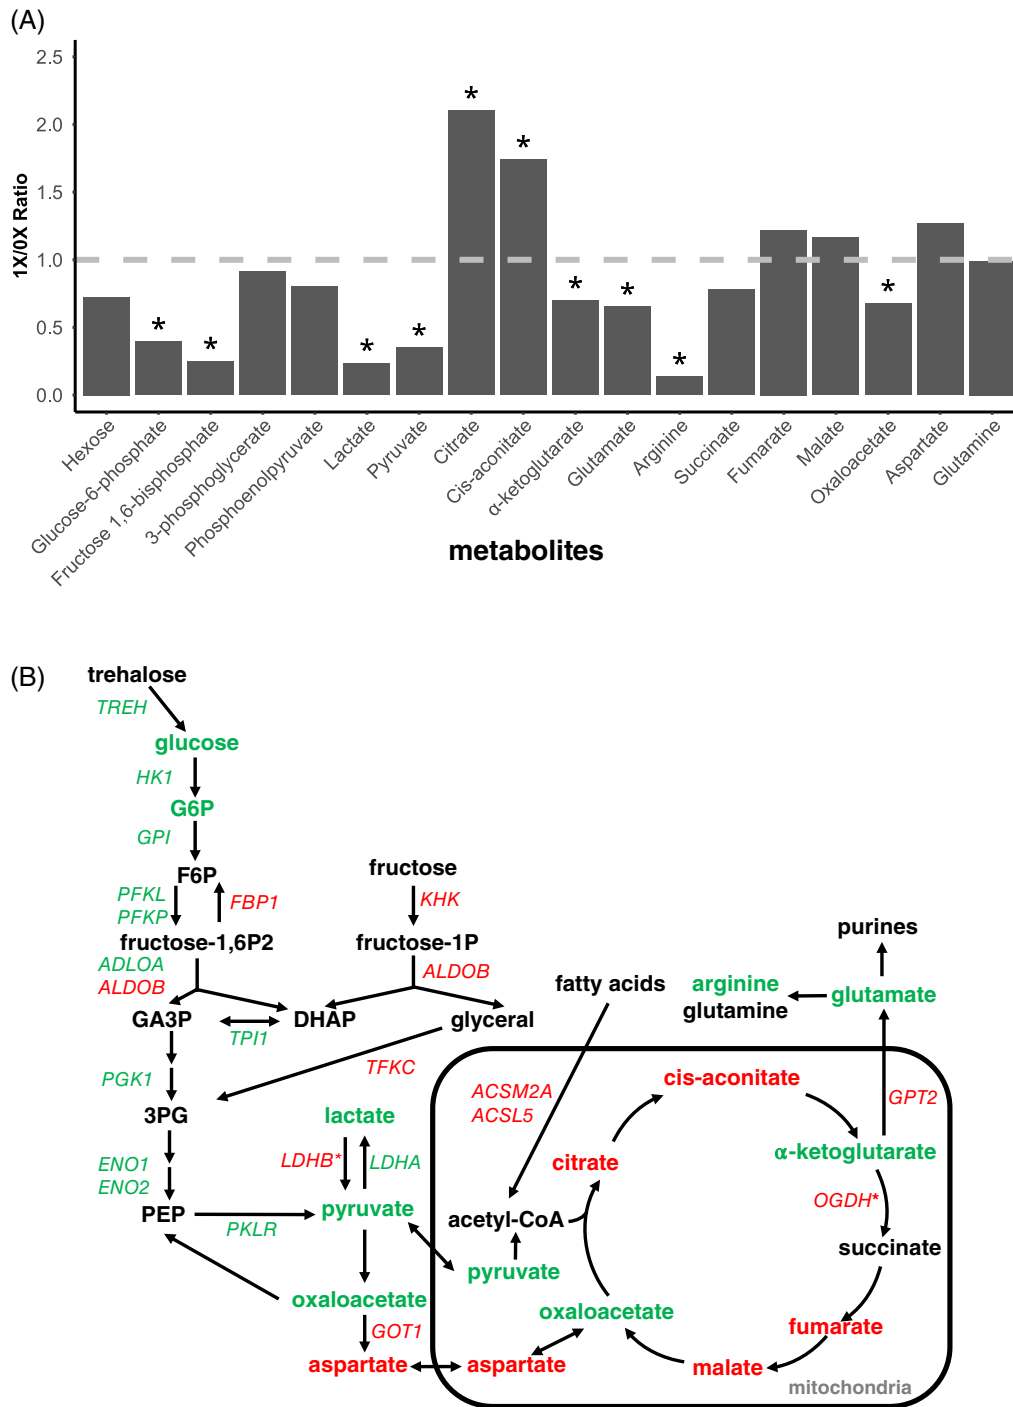 (A)
2.5
2.0
1.5
1.0
0.5
0.0
1X/0X Ratio
* * * * * * * * * *
Hexose
Glucose-6-phosphate
Fructose 1,6-bisphosphate
3-phosphoglycerate
Phosphoenolpyruvate
Lactate
Pyruvate
Citrate
Cis-aconitate
α-ketoglutarate
Glutamate
Arginine
Succinate
Fumarate
Malate
Oxaloacetate
Aspartate
Glutamine
metabolites
(B)
trehalose
TREH
glucose
HK1
G6P
GPI
F6P
PFKL
PFKP
FBP1
fructose-1,6P2
ADLOA
ALDOB
GA3P
TPI1
DHAP
fructose
KHK
fructose-1P
ALDOB
glyceral
TFKC
PGK1
3PG
ENO1
ENO2
PEP
PKLR
lactate
LDHB*
LDHA
pyruvate
oxaloacetate
GOT1
aspartate
fatty acids
ACSM2A
ACSL5
acetyl-CoA
pyruvate
citrate
cis-aconitate
α-ketoglutarate
OGDH*
succinate
fumarate
malate
oxaloacetate
aspartate
mitochondria
GPT2
glutamate
purines
arginine
glutamine